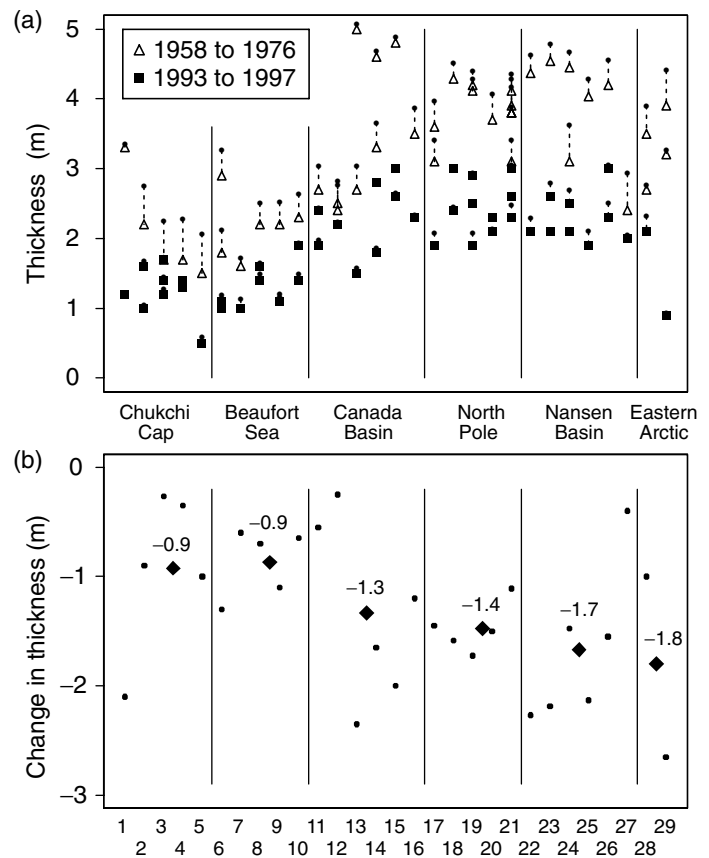 (a)
5
4
3
2
1
0
Thickness (m)
1958 to 1976
1993 to 1997
Chukchi Cap
Beaufort Sea
Canada Basin
North Pole
Nansen Basin
Eastern Arctic
(b)
0
−1
−2
−3
Change in thickness (m)
−0.9
−0.9
−1.3
−1.4
−1.7
−1.8
1 3 5 7 9 11 13 15 17 19 21 23 25 27 29
2 4 6 8 10 12 14 16 18 20 22 24 26 28